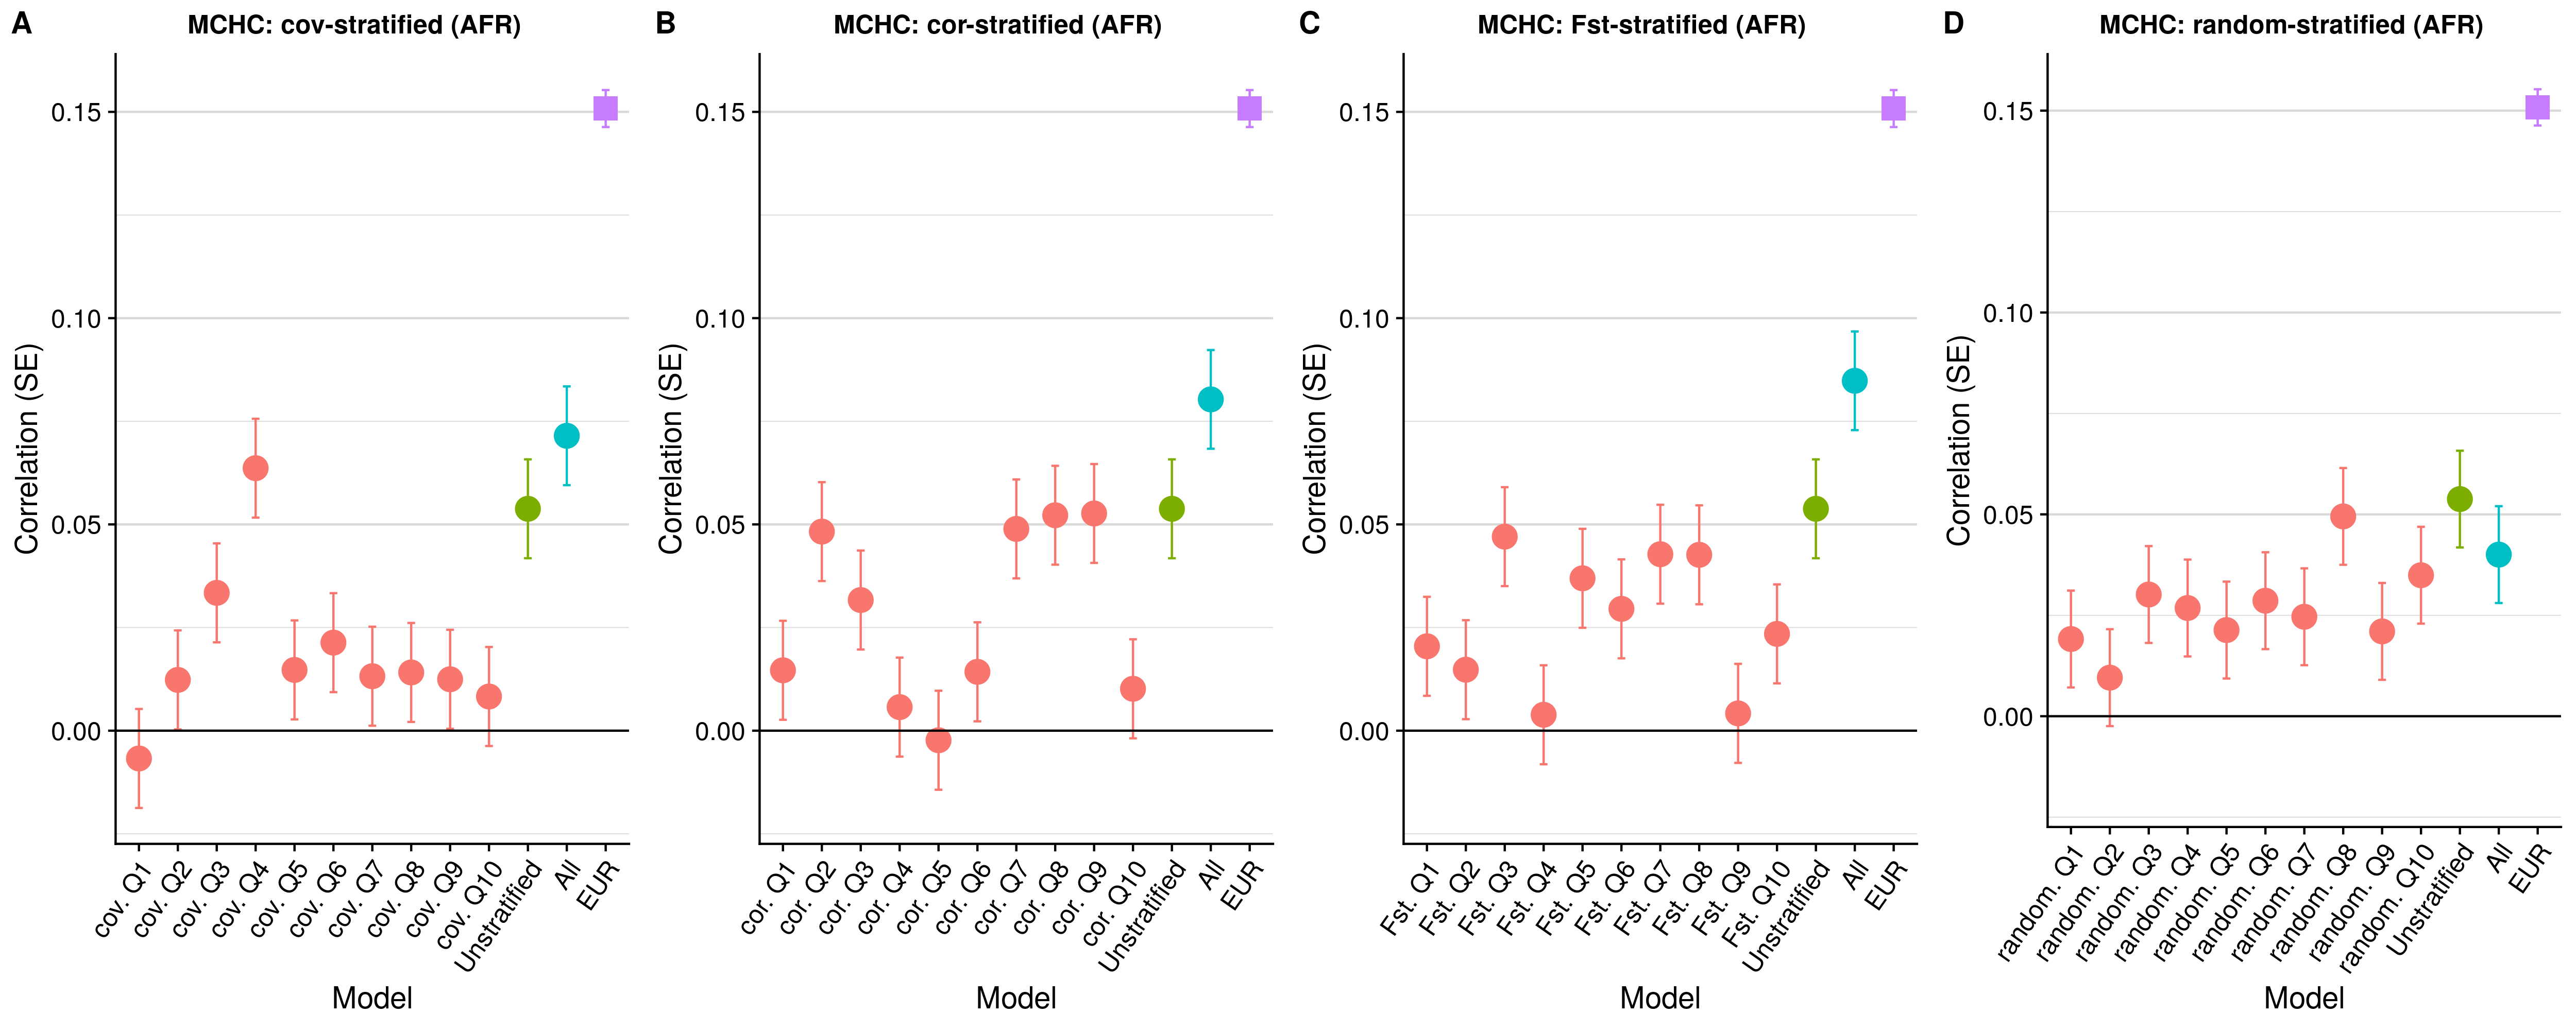 A
MCHC: cov-stratified (AFR)
Correlation (SE)
0.15
0.10
0.05
0.00
cov. Q1
cov. Q2
cov. Q3
cov. Q4
cov. Q5
cov. Q6
cov. Q7
cov. Q8
cov. Q9
cov. Q10
Unstratified
All
EUR
Model
B
MCHC: cor-stratified (AFR)
Correlation (SE)
0.15
0.10
0.05
0.00
cor. Q1
cor. Q2
cor. Q3
cor. Q4
cor. Q5
cor. Q6
cor. Q7
cor. Q8
cor. Q9
cor. Q10
Unstratified
All
EUR
Model
C
MCHC: Fst-stratified (AFR)
Correlation (SE)
0.15
0.10
0.05
0.00
Fst. Q1
Fst. Q2
Fst. Q3
Fst. Q4
Fst. Q5
Fst. Q6
Fst. Q7
Fst. Q8
Fst. Q9
Fst. Q10
Unstratified
All
EUR
Model
D
MCHC: random-stratified (AFR)
Correlation (SE)
0.15
0.10
0.05
0.00
random. Q1
random. Q2
random. Q3
random. Q4
random. Q5
random. Q6
random. Q7
random. Q8
random. Q9
random. Q10
Unstratified
All
EUR
Model